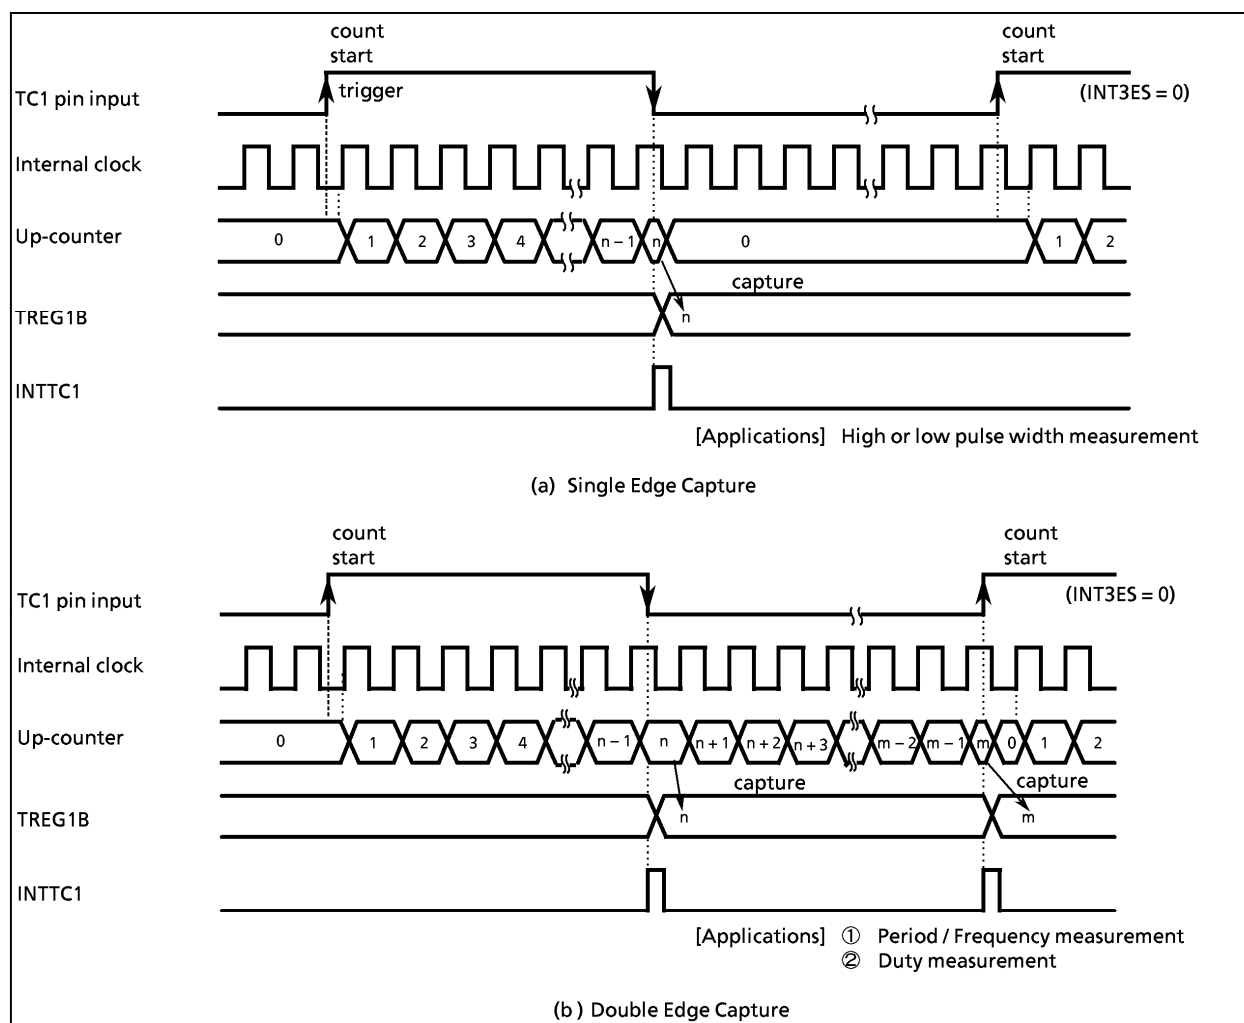 count
start
count
start
TC1 pin input
trigger
(INT3ES = 0)
Internal clock
Up-counter
0 1 2 3 4 n – 1 n 0 1 2
capture
TREG1B
n
INTTC1
[Applications] High or low pulse width measurement
(a) Single Edge Capture
count
start
count
start
TC1 pin input
(INT3ES = 0)
Internal clock
Up-counter
0 1 2 3 4 n – 1 n n + 1 n + 2 n + 3 m – 2 m – 1 m 0 1 2
capture
capture
TREG1B
n
m
INTTC1
[Applications] ① Period / Frequency measurement
② Duty measurement
(b ) Double Edge Capture